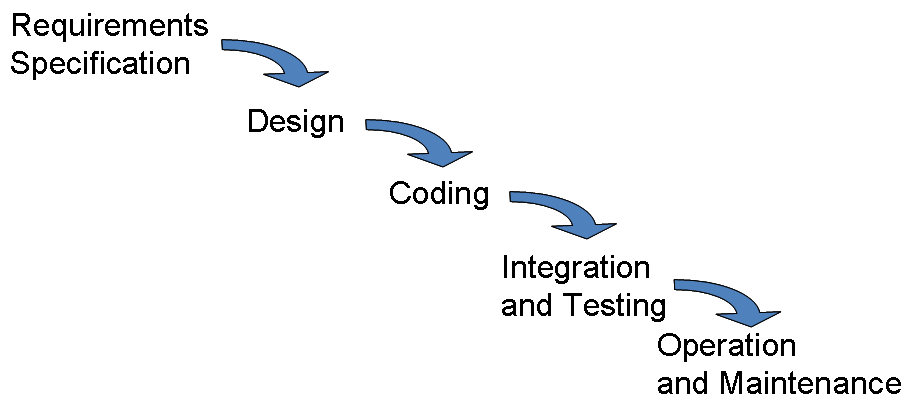 Requirements
Specification
Design
Coding
Integration
and Testing
Operation
and Maintenance